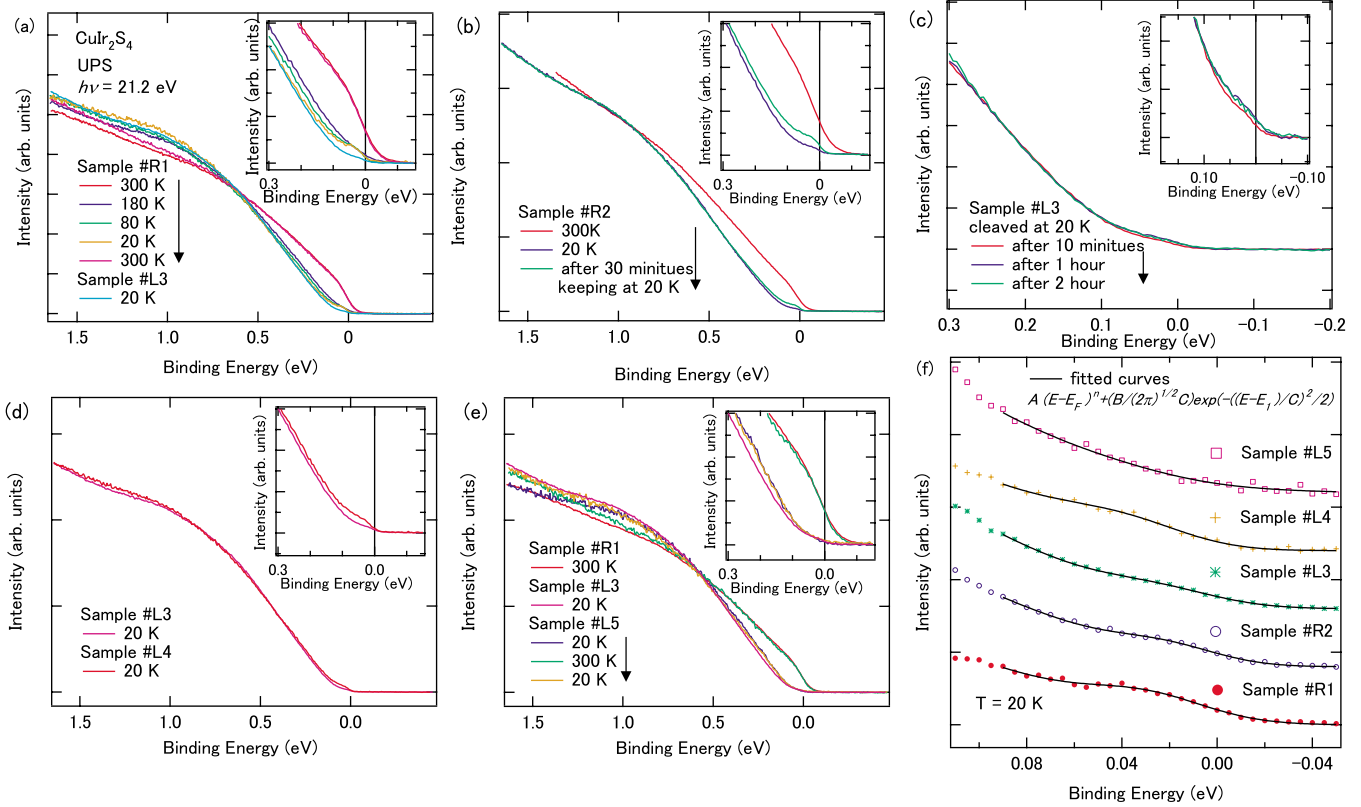 (a)
CuIr2S4
UPS
hν = 21.2 eV
Sample #R1
300 K
180 K
80 K
20 K
300 K
Sample #L3
20 K
Intensity (arb. units)
1.5
1.0
0.5
0
Binding Energy (eV)
Intensity (arb. units)
0.3
0
Binding Energy (eV)
(b)
Sample #R2
300K
20 K
after 30 minitues
keeping at 20 K
Intensity (arb. units)
1.5
1.0
0.5
0
Binding Energy (eV)
Intensity (arb. units)
0.3
0
Binding Energy (eV)
(c)
Sample #L3
cleaved at 20 K
after 10 minitues
after 1 hour
after 2 hour
Intensity (arb. units)
0.3
0.2
0.1
0.0
−0.1
−0.2
Binding Energy (eV)
Intensity (arb. units)
0.10
−0.10
Binding Energy (eV)
(d)
Sample #L3
20 K
Sample #L4
20 K
Intensity (arb. units)
1.5
1.0
0.5
0.0
Binding Energy (eV)
Intensity (arb. units)
0.3
0.0
Binding Energy (eV)
(e)
Sample #R1
300 K
Sample #L3
20 K
Sample #L5
20 K
300 K
20 K
Intensity (arb. units)
1.5
1.0
0.5
0.0
Binding Energy (eV)
Intensity (arb. units)
0.3
0.0
Binding Energy (eV)
(f)
fitted curves
A (E−E_F)^n+(B/(2π)^1/2 C)exp(−((E−E_1)/C)^2/2)
Sample #L5
Sample #L4
Sample #L3
Sample #R2
Sample #R1
T = 20 K
Intensity (arb. units)
0.08
0.04
0.00
−0.04
Binding Energy (eV)